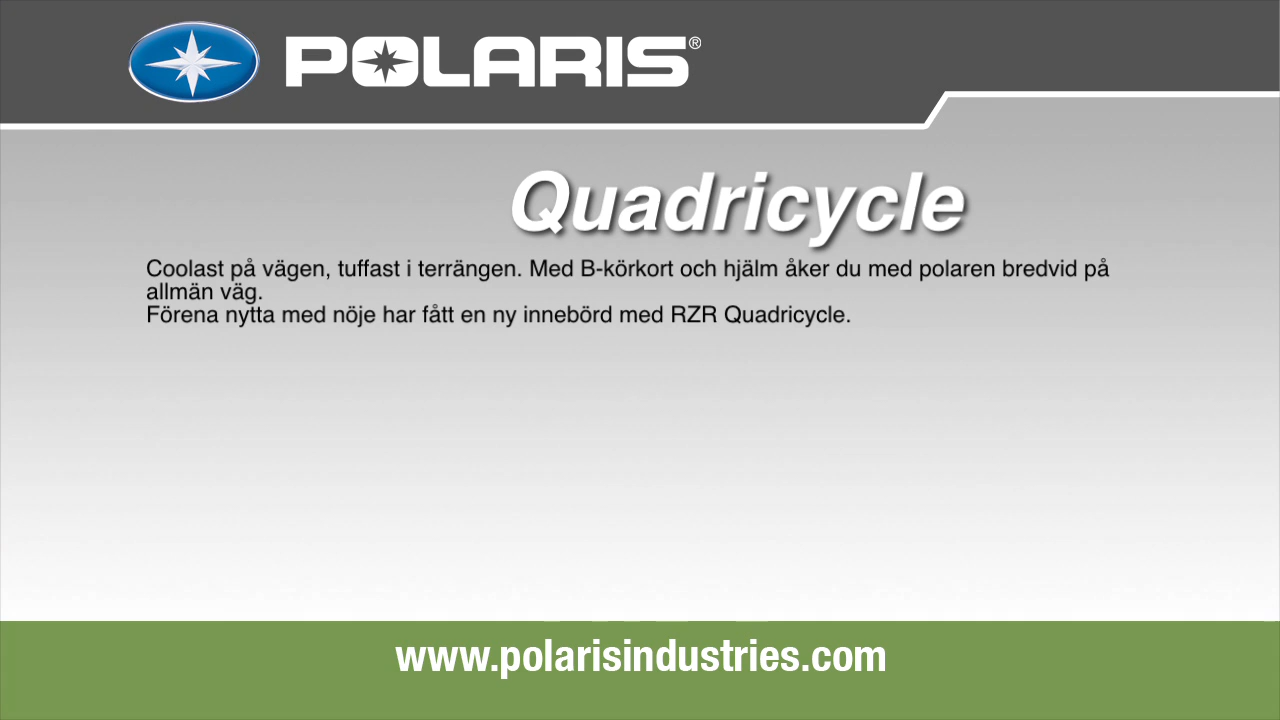 POLARIS®
Quadricycle
Coolast på vägen, tuffast i terrängen. Med B-körkort och hjälm åker du med polaren bredvid på
allmän väg.
Förena nytta med nöje har fått en ny innebörd med RZR Quadricycle.
www.polarisindustries.com